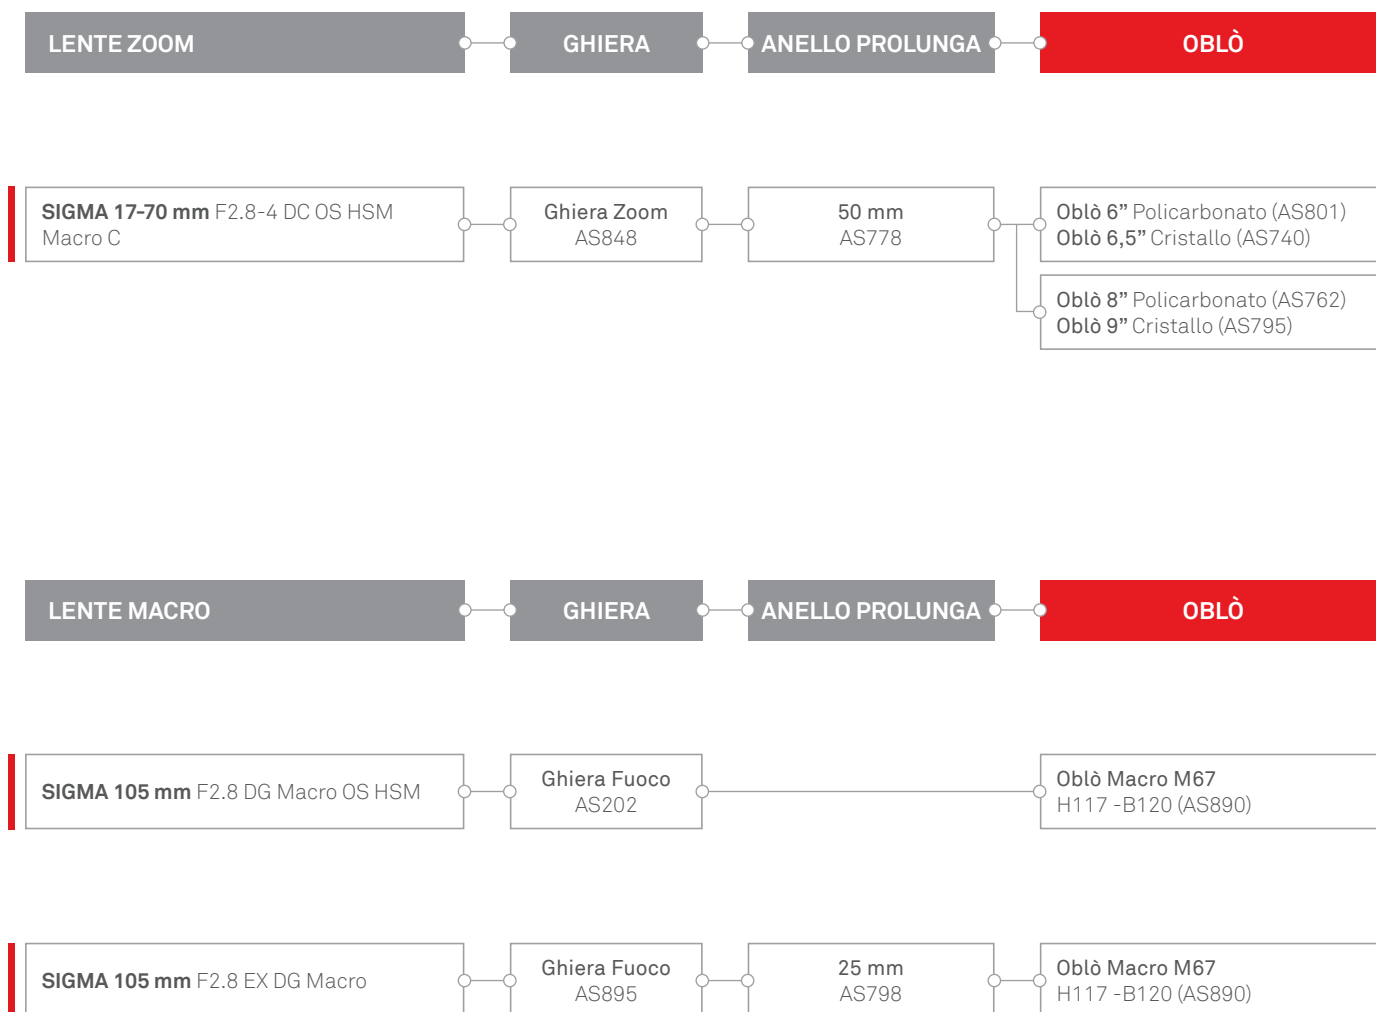 LENTE ZOOM
GHIERA
ANELLO PROLUNGA
OBLÒ
SIGMA 17-70 mm F2.8-4 DC OS HSM
Macro C
Ghiera Zoom
AS848
50 mm
AS778
Oblò 6” Policarbonato (AS801)
Oblò 6,5” Cristallo (AS740)
Oblò 8” Policarbonato (AS762)
Oblò 9” Cristallo (AS795)
LENTE MACRO
GHIERA
ANELLO PROLUNGA
OBLÒ
SIGMA 105 mm F2.8 DG Macro OS HSM
Ghiera Fuoco
AS202
Oblò Macro M67
H117 -B120 (AS890)
SIGMA 105 mm F2.8 EX DG Macro
Ghiera Fuoco
AS895
25 mm
AS798
Oblò Macro M67
H117 -B120 (AS890)